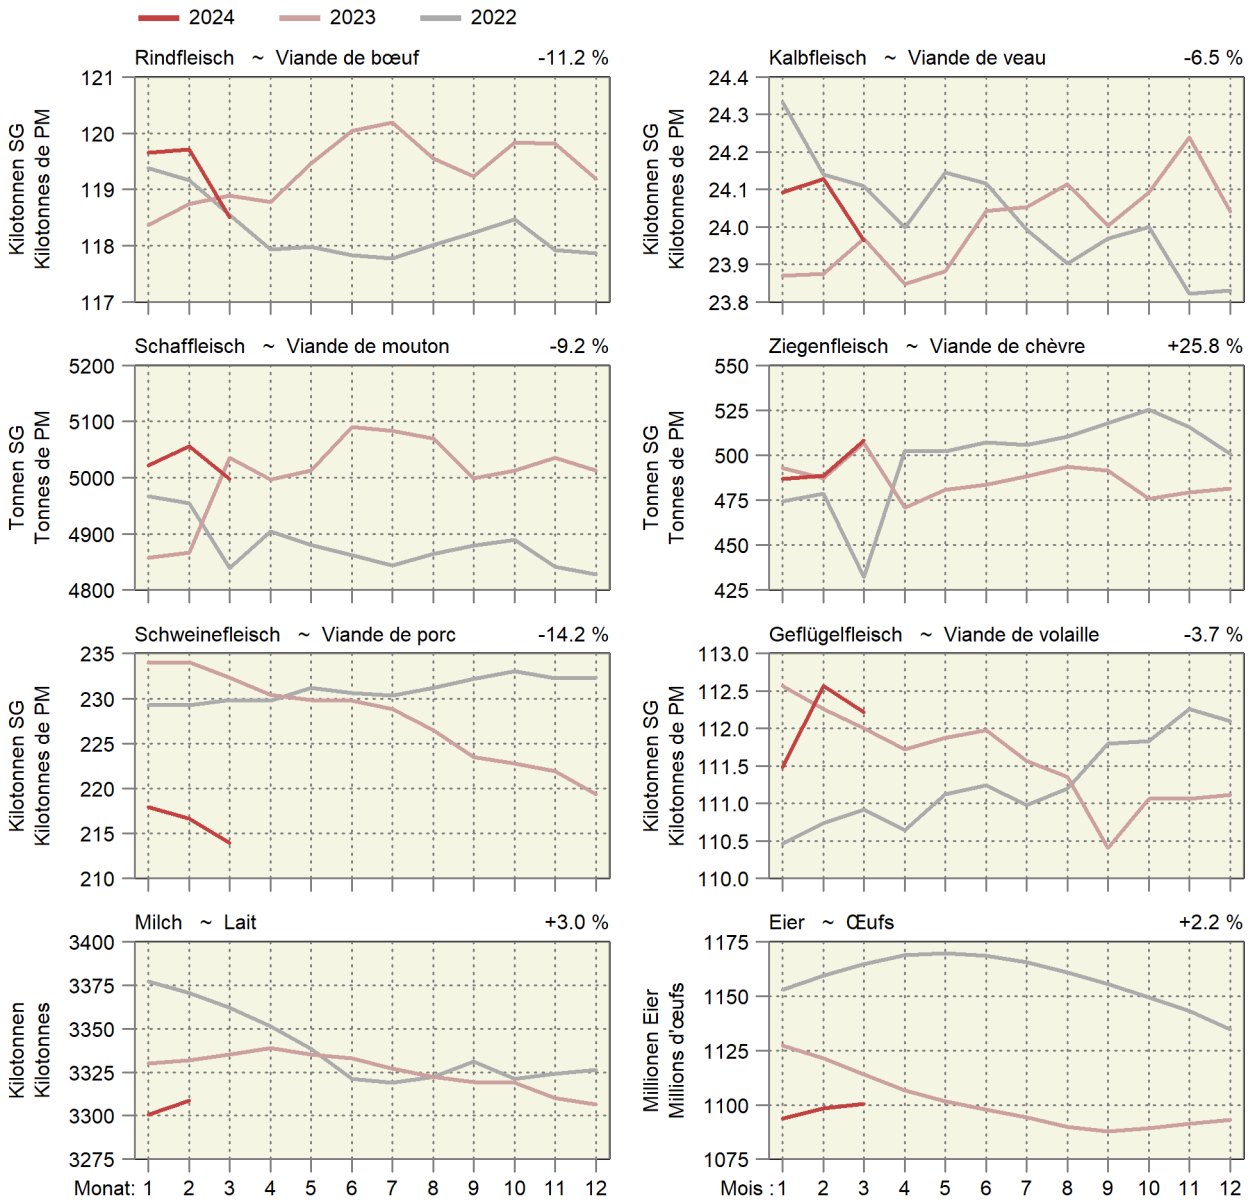 2024 2023 2022
Rindfleisch ~ Viande de bœuf -11.2 %
Kilotonnen SG
Kilotonnes de PM
121
120
119
118
117
Kalbfleisch ~ Viande de veau -6.5 %
Kilotonnen SG
Kilotonnes de PM
24.4
24.3
24.2
24.1
24.0
23.9
23.8
Schaffleisch ~ Viande de mouton -9.2 %
Tonnen SG
Tonnes de PM
5200
5100
5000
4900
4800
Ziegenfleisch ~ Viande de chèvre +25.8 %
Tonnen SG
Tonnes de PM
550
525
500
475
450
425
Schweinefleisch ~ Viande de porc -14.2 %
Kilotonnen SG
Kilotonnes de PM
235
230
225
220
215
210
Geflügelfleisch ~ Viande de volaille -3.7 %
Kilotonnen SG
Kilotonnes de PM
113.0
112.5
112.0
111.5
111.0
110.5
110.0
Milch ~ Lait +3.0 %
Kilotonnen
Kilotonnes
3400
3375
3350
3325
3300
3275
Monat: 1 2 3 4 5 6 7 8 9 10 11 12
Eier ~ Œufs +2.2 %
Millionen Eier
Millions d'œufs
1175
1150
1125
1100
1075
Mois : 1 2 3 4 5 6 7 8 9 10 11 12